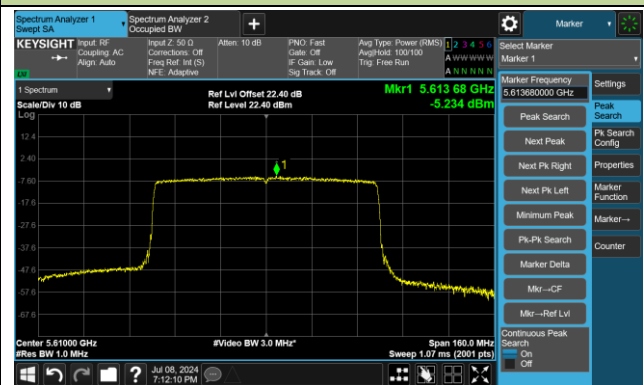 Spectrum Analyzer 1
Swept SA
Spectrum Analyzer 2
Occupied BW
+
Marker
KEYSIGHT
Input: RF
Coupling: AC
Align: Auto
Input Z: 50 Ω
Corrections: Off
Freq Ref: Int (S)
NFE: Adaptive
Atten: 10 dB
PNO: Fast
Gate: Off
IF Gain: Low
Sig Track: Off
Avg Type: Power (RMS)
Avg|Hold: 100/100
Trig: Free Run
1 2 3 4 5 6
A W W W W W
A N N N N N
Select Marker
Marker 1
1 Spectrum
Scale/Div 10 dB
Log
Ref Lvl Offset 22.40 dB
Ref Level 22.40 dBm
Mkr1 5.613 68 GHz
-5.234 dBm
12.4
2.40
-7.60
-17.6
-27.6
-37.6
-47.6
-57.6
-67.6
1
Center 5.61000 GHz
#Res BW 1.0 MHz
#Video BW 3.0 MHz*
Span 160.0 MHz
Sweep 1.07 ms (2001 pts)
Marker Frequency
5.613680000 GHz
Peak Search
Next Peak
Next Pk Right
Next Pk Left
Minimum Peak
Pk-Pk Search
Marker Delta
Mkr→CF
Mkr→Ref Lvl
Continuous Peak
Search
On
Off
Settings
Peak
Search
Pk Search
Config
Properties
Marker
Function
Marker→
Counter
?
Jul 08, 2024
7:12:10 PM